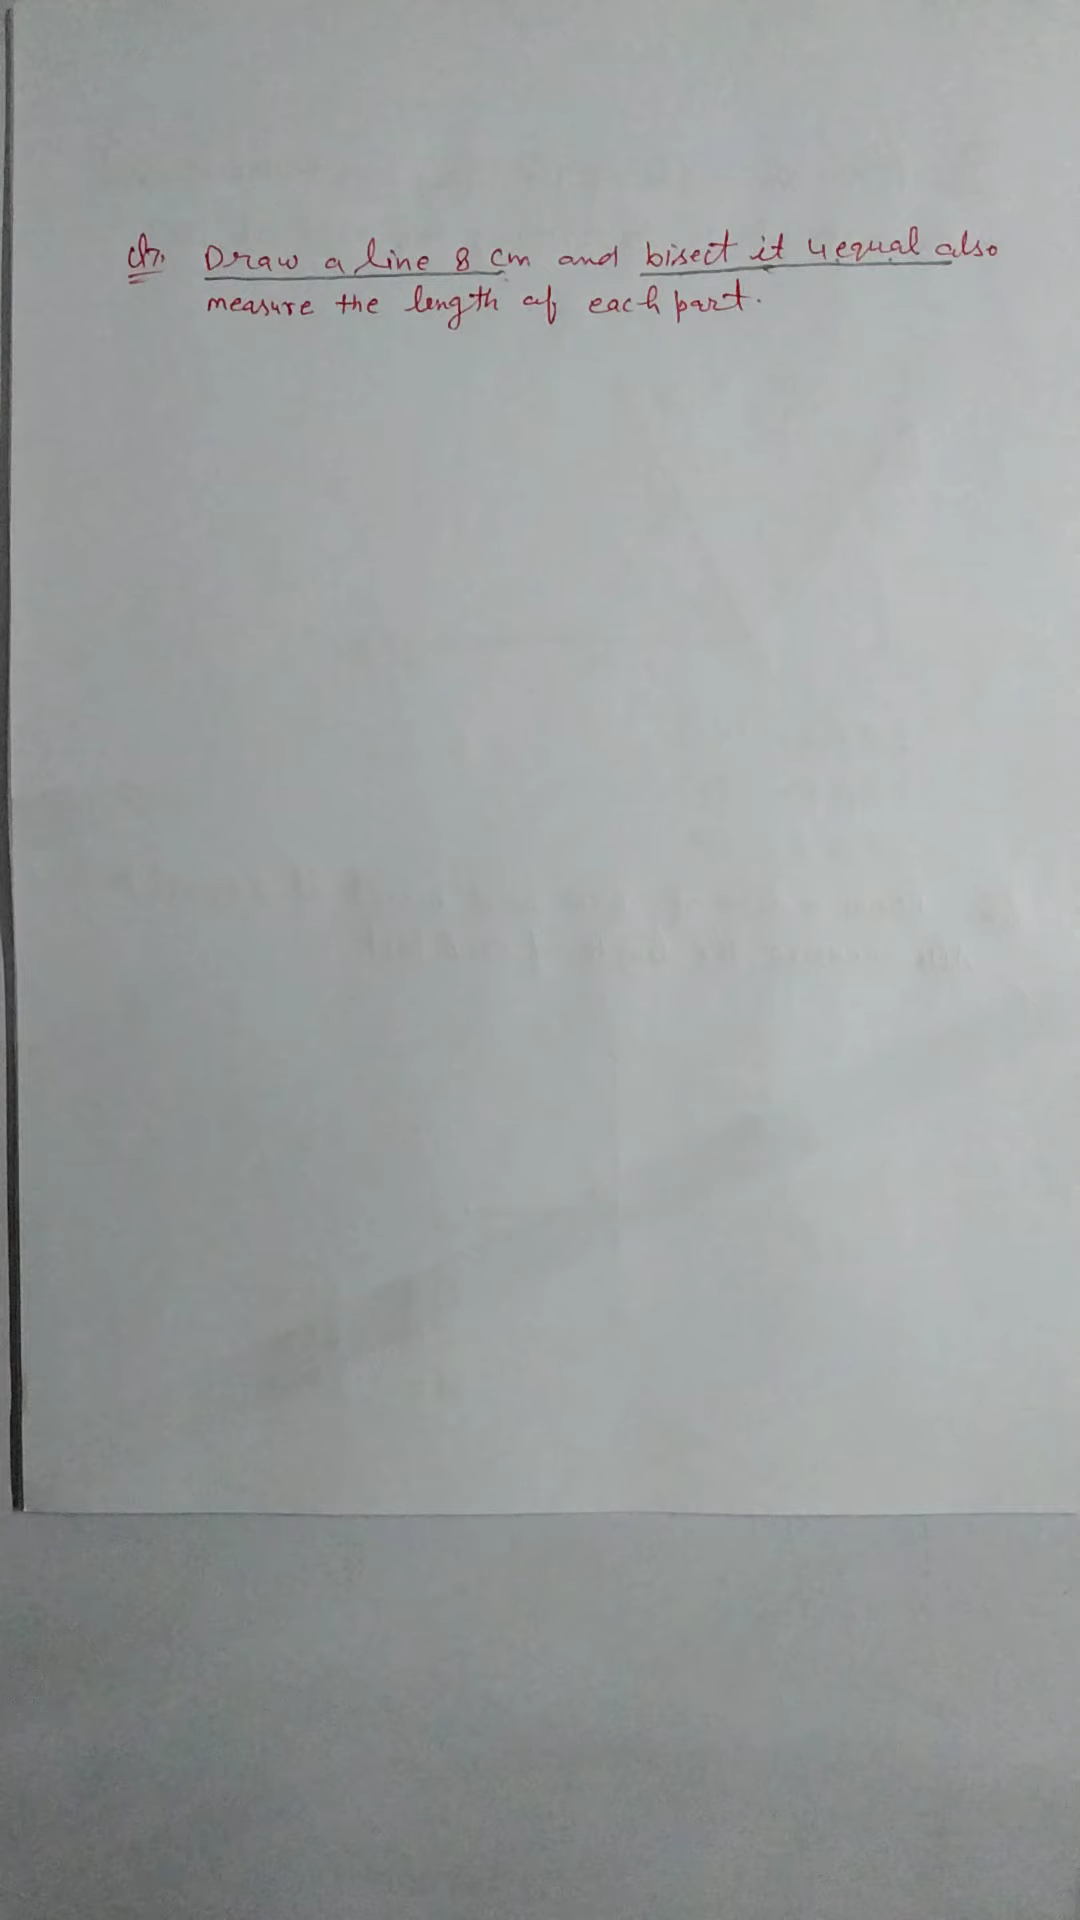 Draw a line 8 cm and bisect it 4 equal also
measure the length of each part.